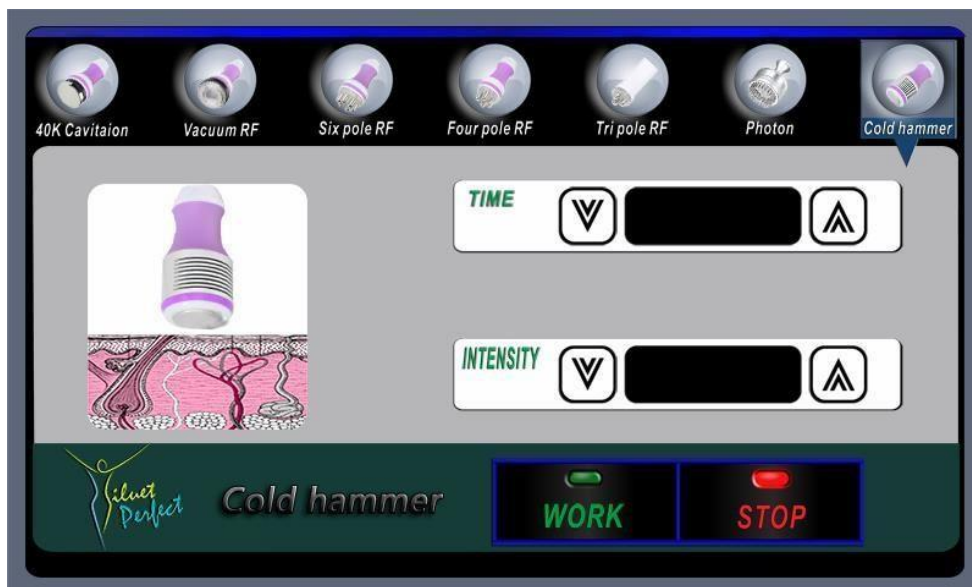 40K Cavitaion
Vacuum RF
Six pole RF
Four pole RF
Tri pole RF
Photon
Cold hammer
TIME
INTENSITY
Siluet
Perfect
Cold hammer
WORK
STOP